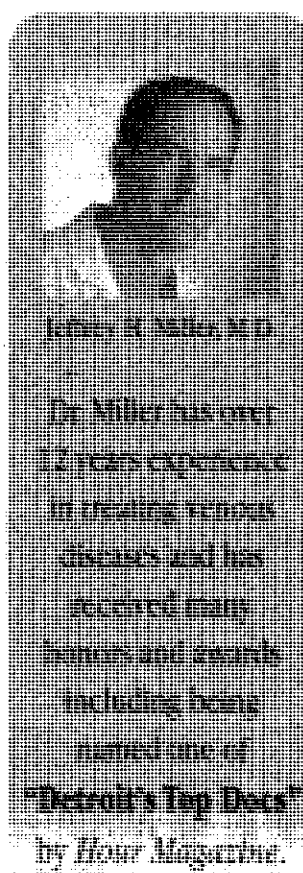 Jeffrey H. Miller, M.D.
Dr. Miller has over
12 years experience
in treating venous
diseases and has
received many
honors and awards
including being
named one of
"Detroit's Top Docs"
by Hour Magazine.